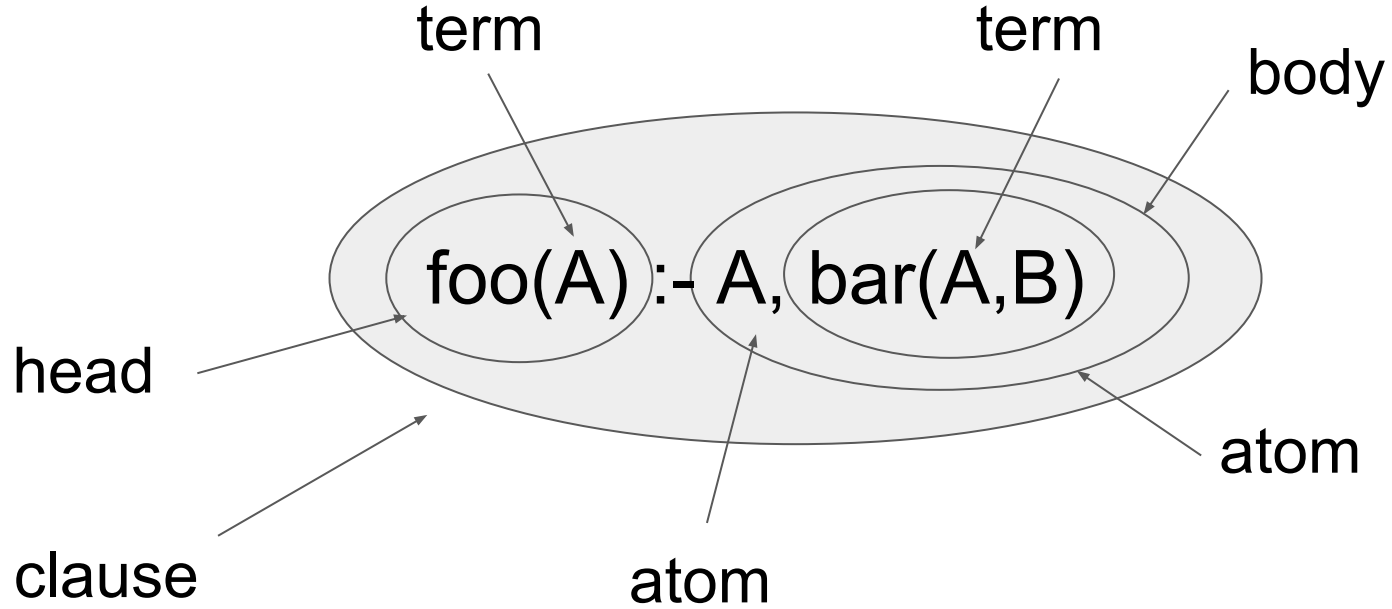 term
term
body
foo(A) :- A, bar(A,B)
head
atom
clause
atom